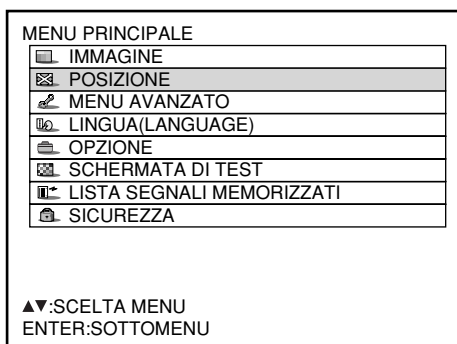 MENU PRINCIPALE
IMMAGINE
POSIZIONE
MENU AVANZATO
LINGUA(LANGUAGE)
OPZIONE
SCHERMATA DI TEST
LISTA SEGNALI MEMORIZZATI
SICUREZZA
▲▼:SCELTA MENU
ENTER:SOTTOMENU